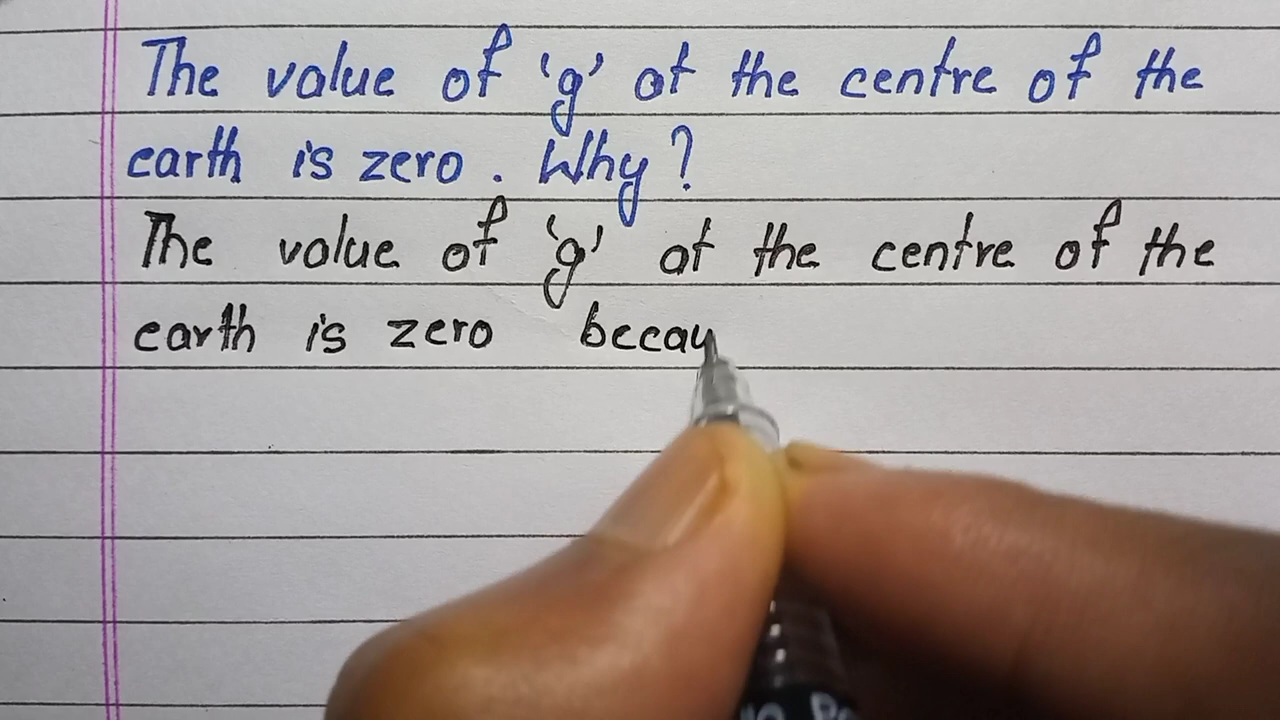 The value of 'g' at the centre of the
earth is zero. Why?
The value of 'g' at the centre of the
earth is zero becau